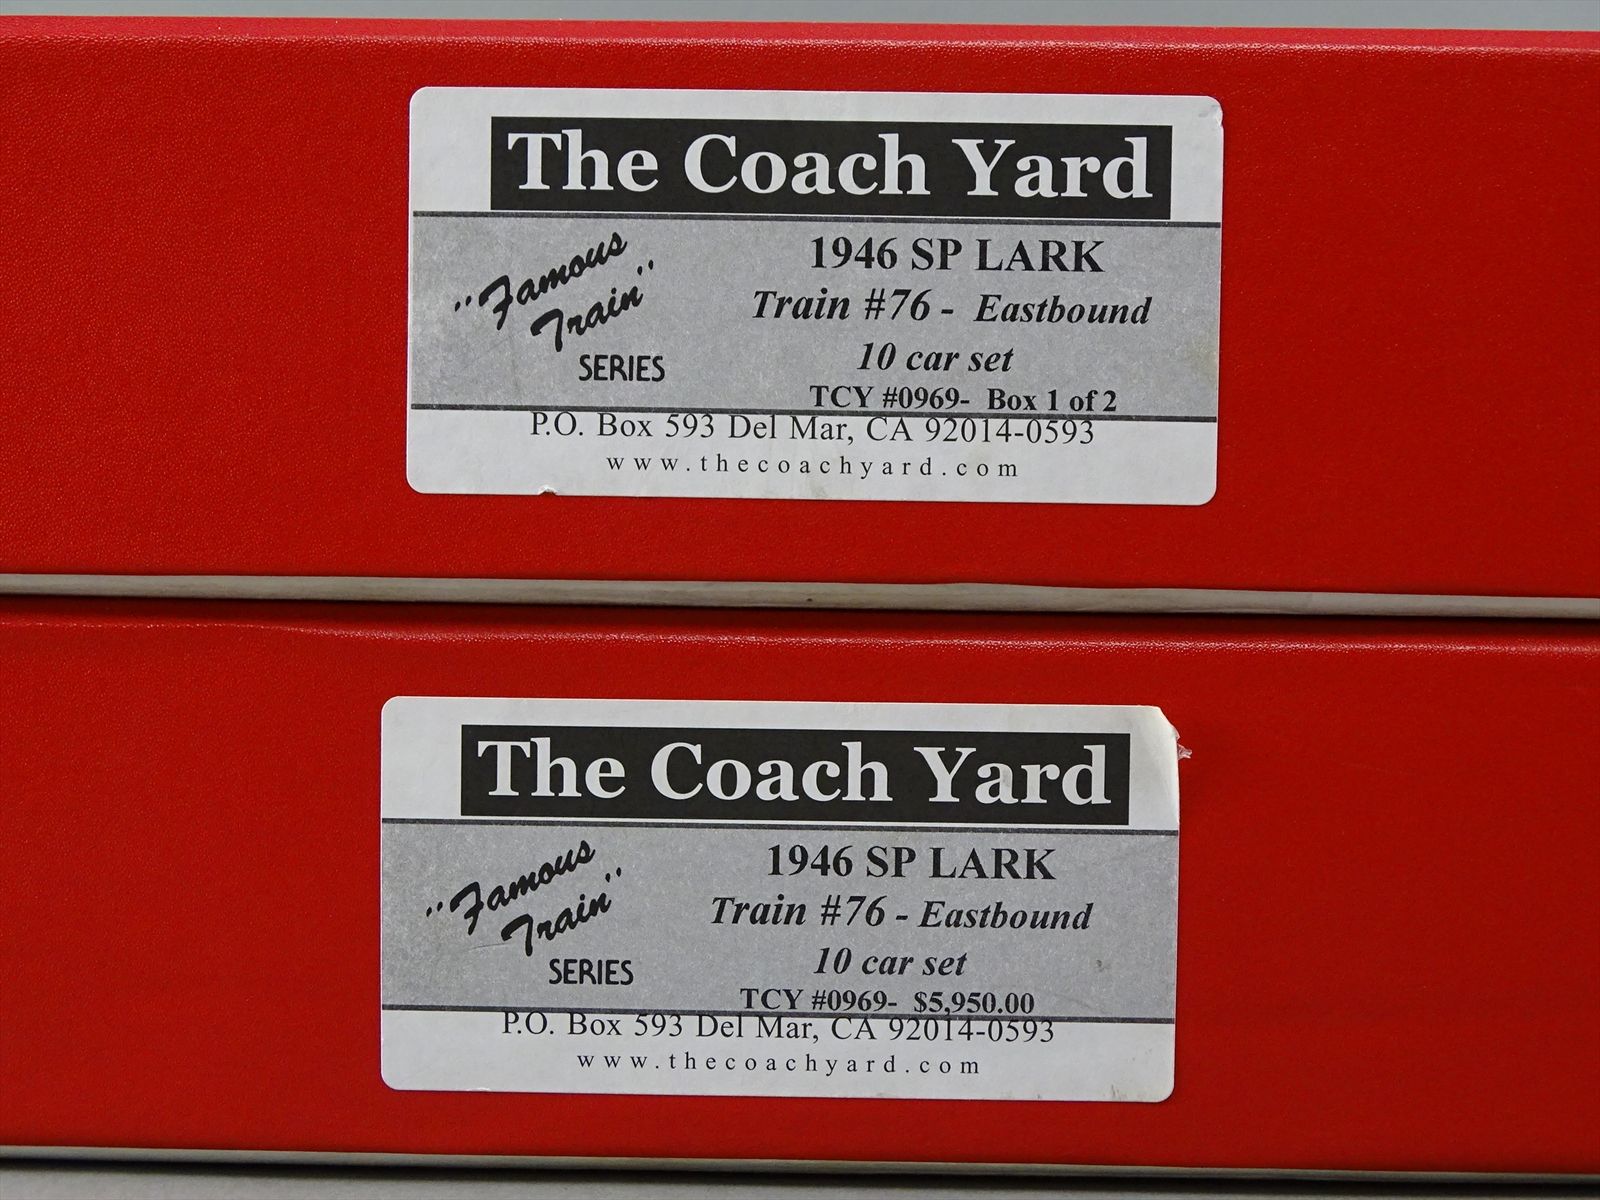 The Coach Yard
"Famous
Train"
SERIES
1946 SP LARK
Train #76 - Eastbound
10 car set
TCY #0969- Box 1 of 2
P.O. Box 593 Del Mar, CA 92014-0593
www.thecoachyard.com
The Coach Yard
"Famous
Train"
SERIES
1946 SP LARK
Train #76 - Eastbound
10 car set
TCY #0969- $5,950.00
P.O. Box 593 Del Mar, CA 92014-0593
www.thecoachyard.com